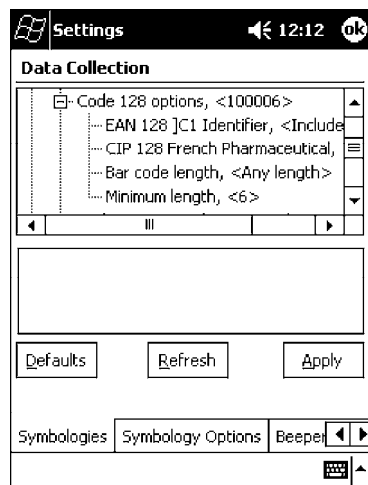 Settings 12:12 ok
Data Collection
Code 128 options, <100006>
EAN 128 ]C1 Identifier, <Include
CIP 128 French Pharmaceutical,
Bar code length, <Any length>
Minimum length, <6>
Defaults Refresh Apply
Symbologies Symbology Options Beeper